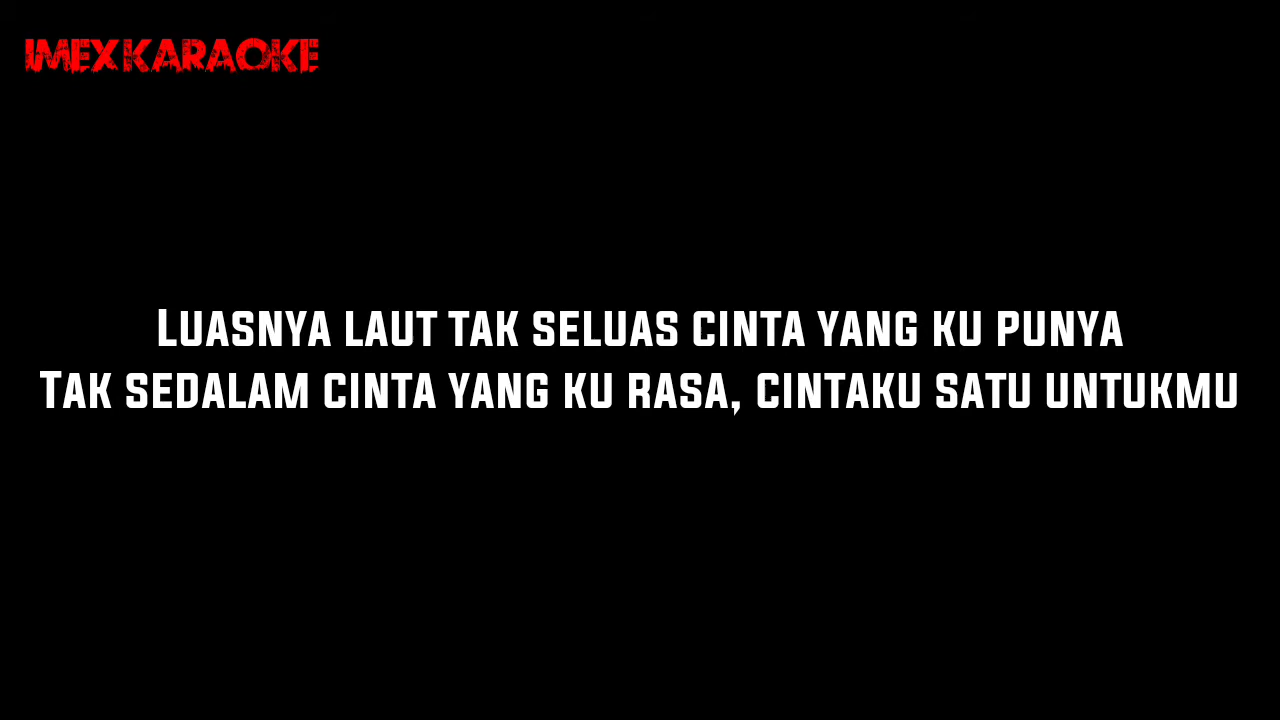 IMEX KARAOKE
Luasnya laut tak seluas cinta yang ku punya
Tak sedalam cinta yang ku rasa, cintaku satu untukmu